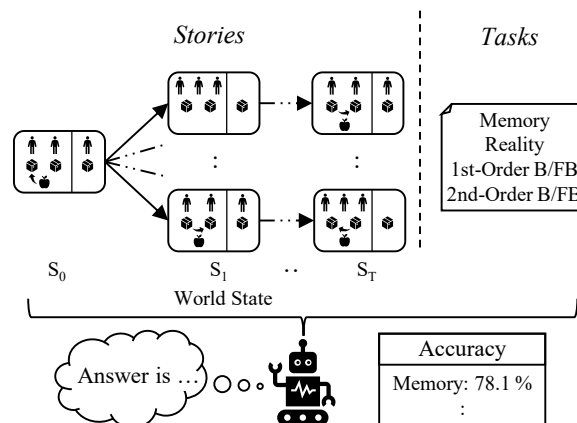 Stories
Tasks
Memory
Reality
1st-Order B/FB
2nd-Order B/FB
:
:
S0
S1
..
ST
World State
Answer is ...
Accuracy
Memory: 78.1 %
: